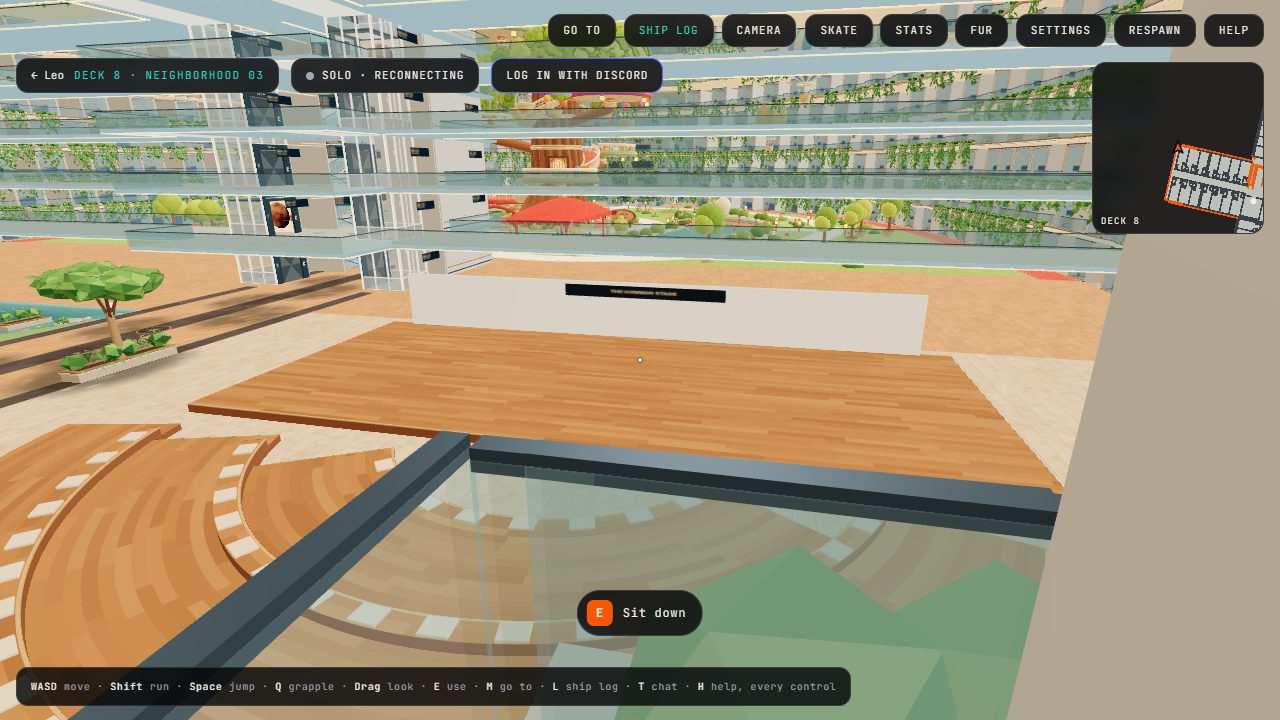 GO TO
SHIP LOG
CAMERA
SKATE
STATS
FUR
SETTINGS
RESPAWN
HELP
← Leo DECK 8 · NEIGHBORHOOD 03
SOLO · RECONNECTING
LOG IN WITH DISCORD
DECK 8
THE COMMON STAGE
E Sit down
WASD move · Shift run · Space jump · Q grapple · Drag look · E use · M go to · L ship log · T chat · H help, every control